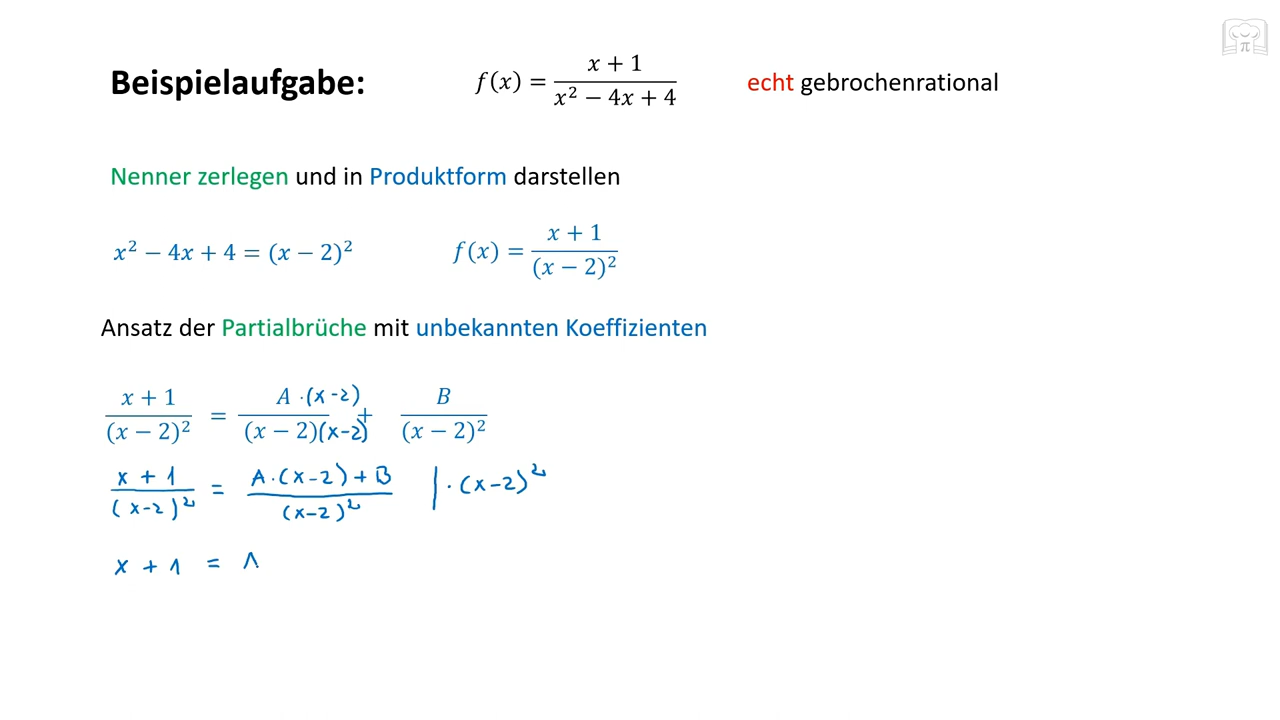 Beispielaufgabe: f(x) = (x + 1)/(x² − 4x + 4) echt gebrochenrational
Nenner zerlegen und in Produktform darstellen
x² − 4x + 4 = (x − 2)² f(x) = (x + 1)/(x − 2)²
Ansatz der Partialbrüche mit unbekannten Koeffizienten
(x + 1)/(x − 2)² = (A · (x − 2))/((x − 2)(x − 2)) + B/(x − 2)²
(x + 1)/(x − 2)² = (A · (x − 2) + B)/(x − 2)² | · (x − 2)²
x + 1 = A